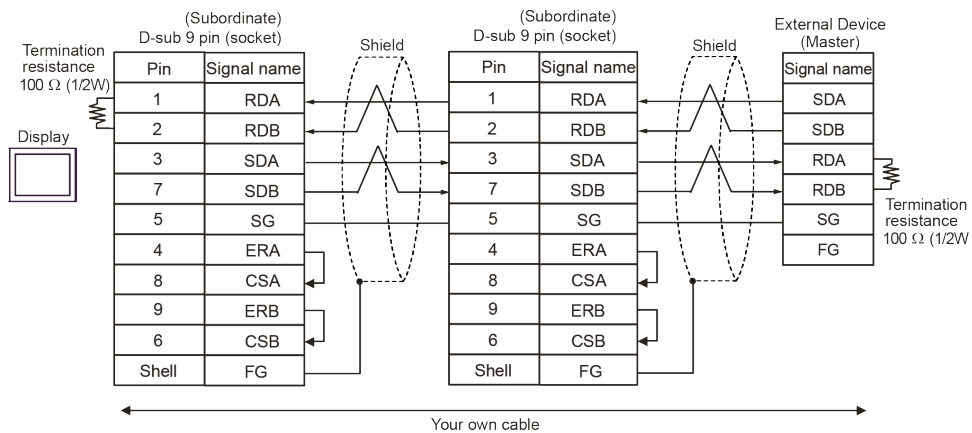 (Subordinate)
D-sub 9 pin (socket)
(Subordinate)
D-sub 9 pin (socket)
External Device
(Master)
Termination
resistance
100 Ω (1/2W)
Shield
Shield
Display
Pin Signal name
1 RDA
2 RDB
3 SDA
7 SDB
5 SG
4 ERA
8 CSA
9 ERB
6 CSB
Shell FG
Pin Signal name
1 RDA
2 RDB
3 SDA
7 SDB
5 SG
4 ERA
8 CSA
9 ERB
6 CSB
Shell FG
Signal name
SDA
SDB
RDA
RDB
SG
FG
Termination
resistance
100 Ω (1/2W
Your own cable